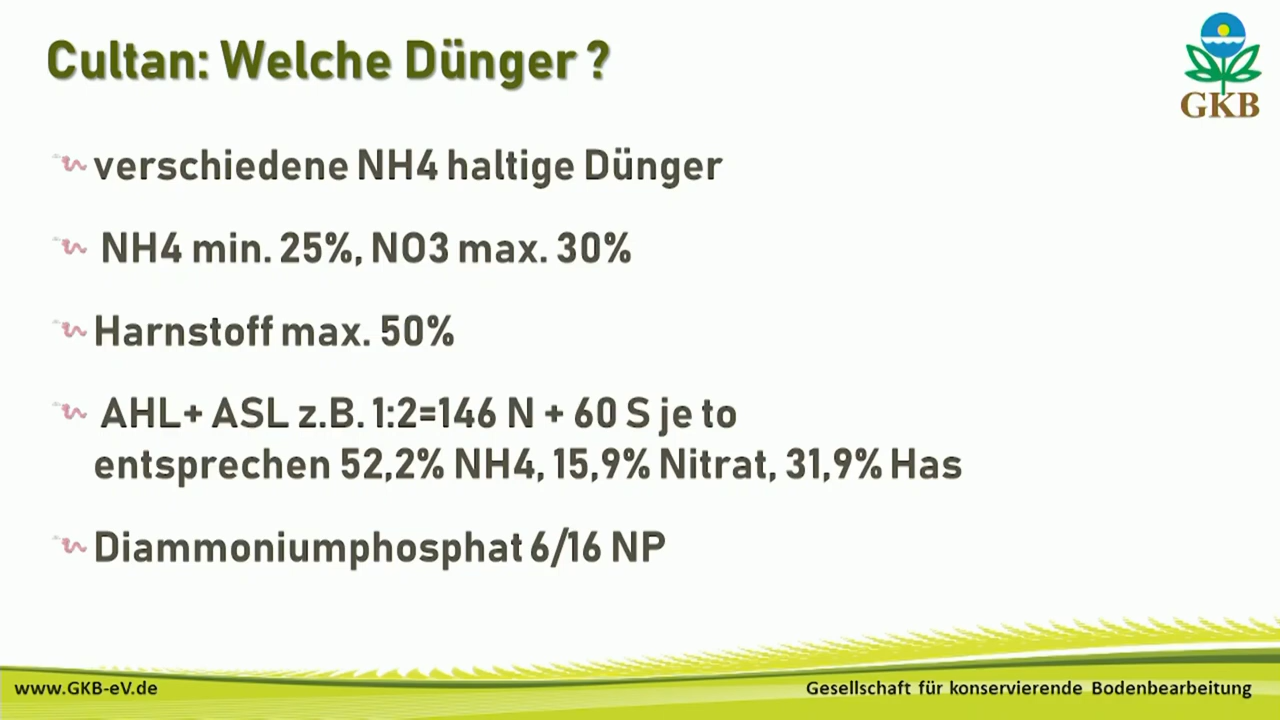 Cultan: Welche Dünger ?
GKB
verschiedene NH4 haltige Dünger
NH4 min. 25%, NO3 max. 30%
Harnstoff max. 50%
AHL+ ASL z.B. 1:2=146 N + 60 S je to
entsprechen 52,2% NH4, 15,9% Nitrat, 31,9% Has
Diammoniumphosphat 6/16 NP
www.GKB-eV.de
Gesellschaft für konservierende Bodenbearbeitung